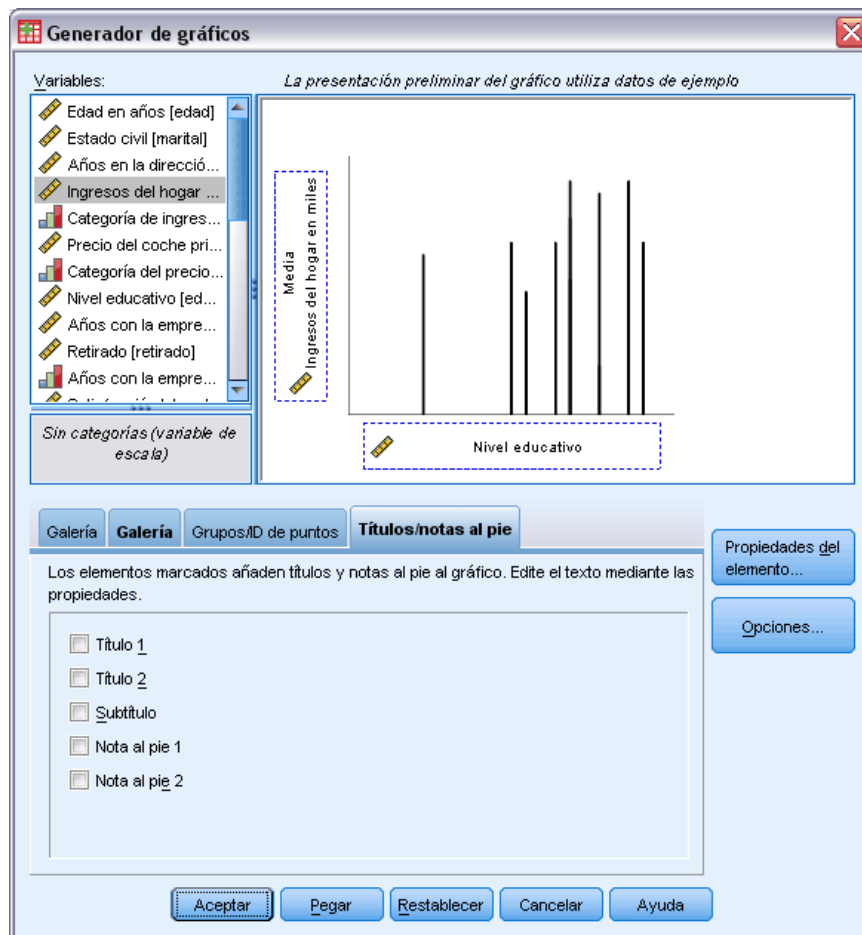 Generador de gráficos
Variables:
La presentación preliminar del gráfico utiliza datos de ejemplo
Edad en años [edad]
Estado civil [marital]
Años en la direcció...
Ingresos del hogar ...
Categoría de ingres...
Precio del coche pri...
Categoría del precio...
Nivel educativo [ed...
Años con la empre...
Retirado [retirado]
Años con la empre...
Sin categorías (variable de
escala)
Media
Ingresos del hogar en miles
Nivel educativo
Galería
Galería
Grupos/ID de puntos
Títulos/notas al pie
Los elementos marcados añaden títulos y notas al pie al gráfico. Edite el texto mediante las
propiedades.
Título 1
Título 2
Subtítulo
Nota al pie 1
Nota al pie 2
Propiedades del
elemento...
Opciones...
Aceptar
Pegar
Restablecer
Cancelar
Ayuda